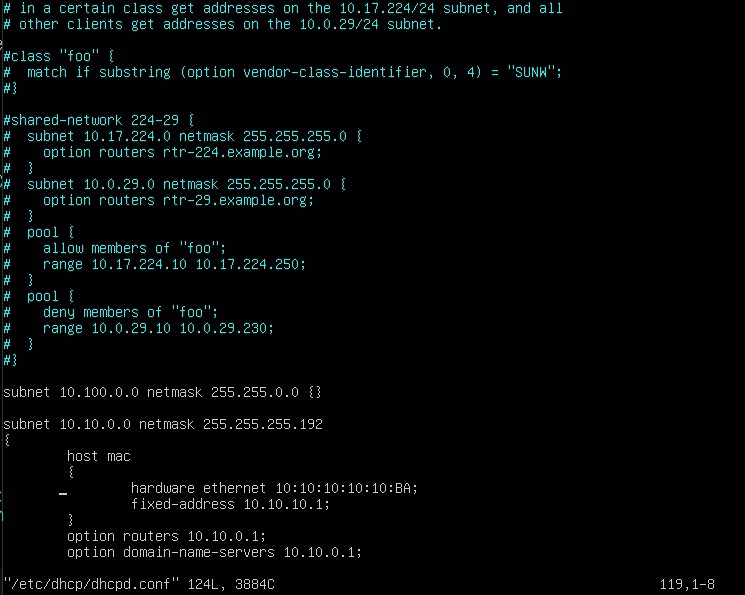 # in a certain class get addresses on the 10.17.224/24 subnet, and all
# other clients get addresses on the 10.0.29/24 subnet.
#class "foo" {
#  match if substring (option vendor-class-identifier, 0, 4) = "SUNW";
#}
#shared-network 224-29 {
#  subnet 10.17.224.0 netmask 255.255.255.0 {
#    option routers rtr-224.example.org;
#  }
#  subnet 10.0.29.0 netmask 255.255.255.0 {
#    option routers rtr-29.example.org;
#  }
#  pool {
#    allow members of "foo";
#    range 10.17.224.10 10.17.224.250;
#  }
#  pool {
#    deny members of "foo";
#    range 10.0.29.10 10.0.29.230;
#  }
#}
subnet 10.100.0.0 netmask 255.255.0.0 {}
subnet 10.10.0.0 netmask 255.255.255.192
{
        host mac
        {
                hardware ethernet 10:10:10:10:10:BA;
                fixed-address 10.10.10.1;
        }
        option routers 10.10.0.1;
        option domain-name-servers 10.10.0.1;
"/etc/dhcp/dhcpd.conf" 124L, 3884C 119,1-8